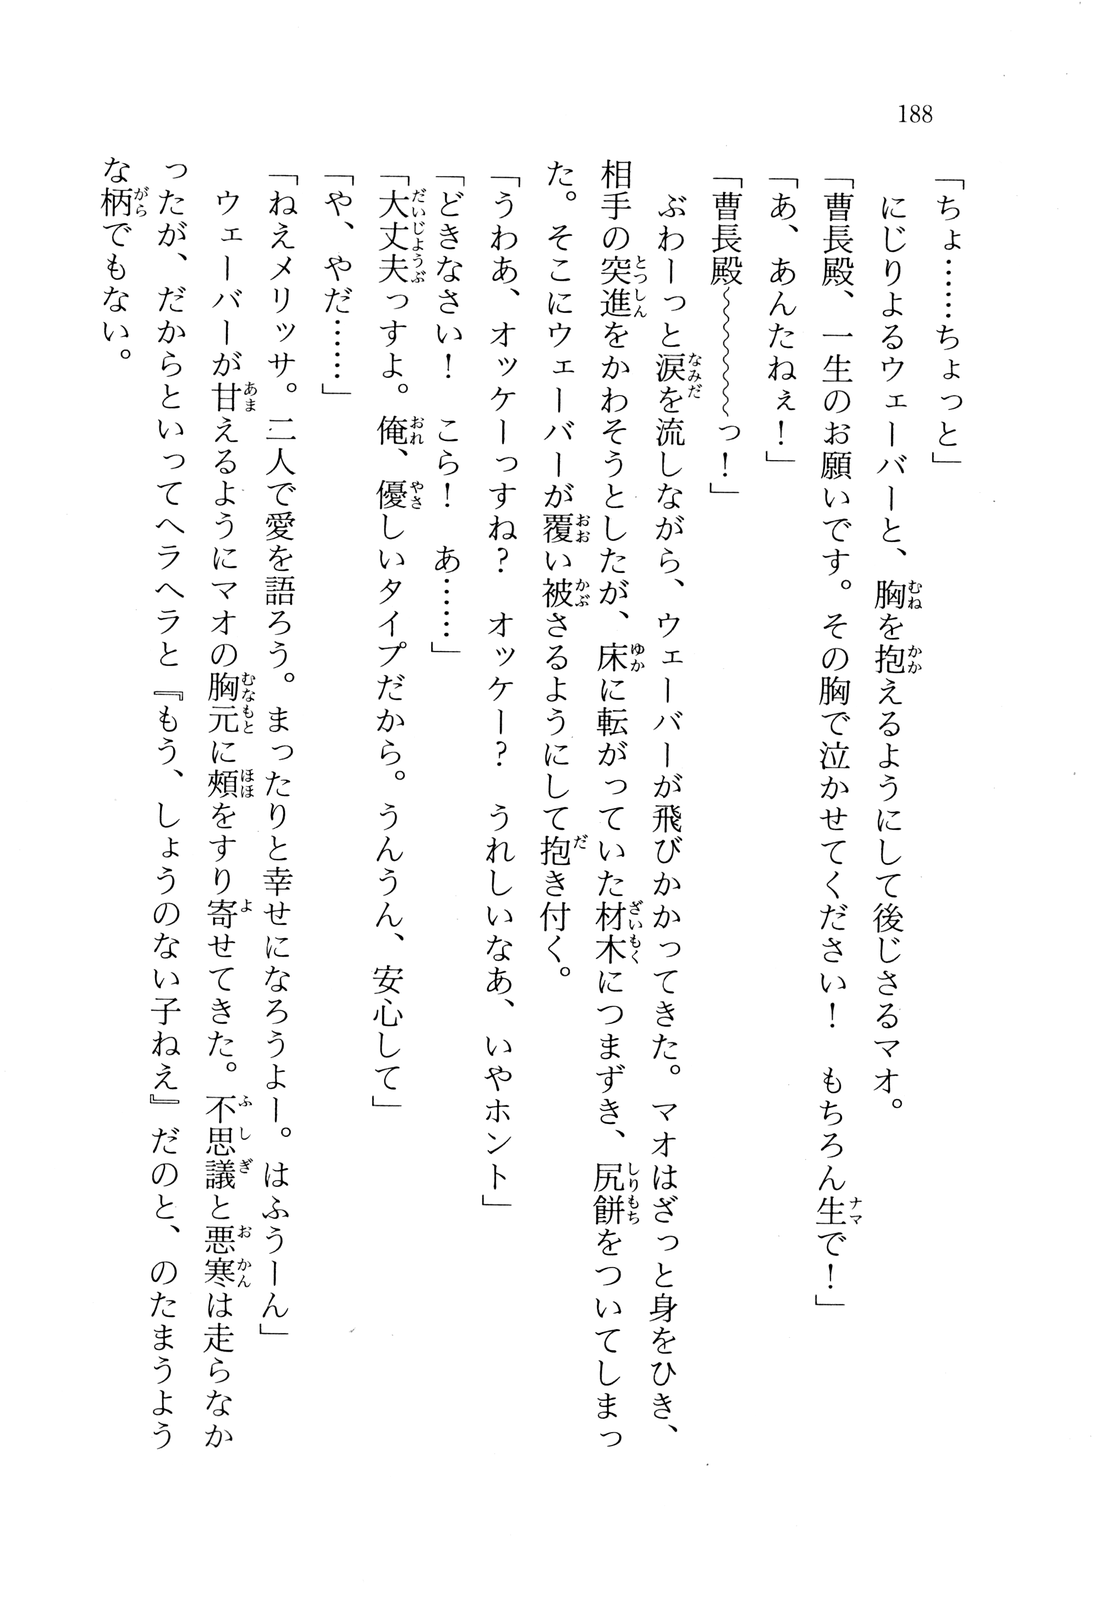 188
「ちょ……ちょっと」
　にじりよるウェーバーと、胸を抱えるようにして後じさるマオ。
「曹長殿、一生のお願いです。その胸で泣かせてください！　もちろん生で！」
「あ、あんたねぇ！」
「曹長殿〜〜〜〜〜っ！」
　ぶわーっと涙を流しながら、ウェーバーが飛びかかってきた。マオはざっと身をひき、
相手の突進をかわそうとしたが、床に転がっていた材木につまずき、尻餅をついてしまっ
た。そこにウェーバーが覆い被さるようにして抱き付く。
「うわあ、オッケーっすね？　オッケー？　うれしいなあ、いやホント」
「どきなさい！　こら！　あ……」
「大丈夫っすよ。俺、優しいタイプだから。うんうん、安心して」
「や、やだ……」
「ねえメリッサ。二人で愛を語ろう。まったりと幸せになろうよー。はふうーん」
　ウェーバーが甘えるようにマオの胸元に頰をすり寄せてきた。不思議と悪寒は走らなか
ったが、だからといってヘラヘラと『もう、しょうのない子ねえ』だのと、のたまうよう
な柄でもない。